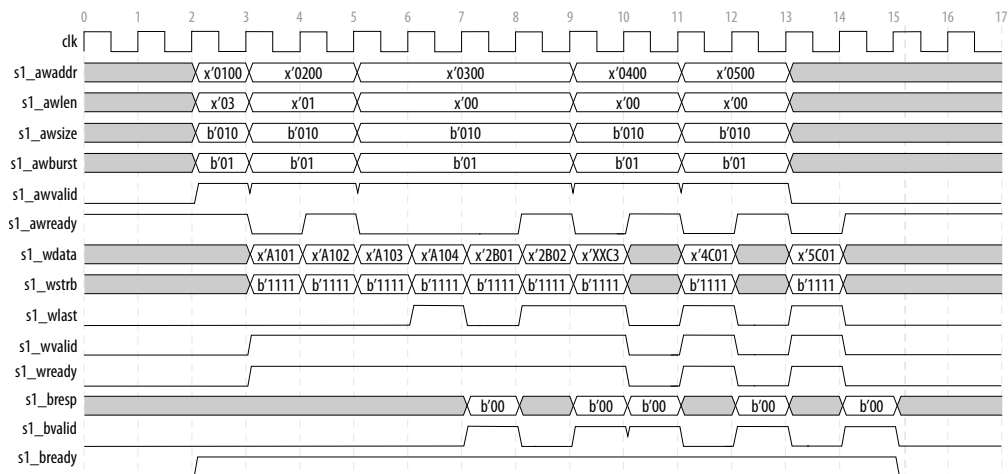 0 1 2 3 4 5 6 7 8 9 10 11 12 13 14 15 16 17
clk
s1_awaddr x’0100 x’0200 x’0300 x’0400 x’0500
s1_awlen x’03 x’01 x’00 x’00 x’00
s1_awsize b’010 b’010 b’010 b’010 b’010
s1_awburst b’01 b’01 b’01 b’01 b’01
s1_awvalid
s1_awready
s1_wdata x’A101 x’A102 x’A103 x’A104 x’2B01 x’2B02 x’XXC3 x’4C01 x’5C01
s1_wstrb b’1111 b’1111 b’1111 b’1111 b’1111 b’1111 b’1111 b’1111 b’1111
s1_wlast
s1_wvalid
s1_wready
s1_bresp b’00 b’00 b’00 b’00 b’00
s1_bvalid
s1_bready